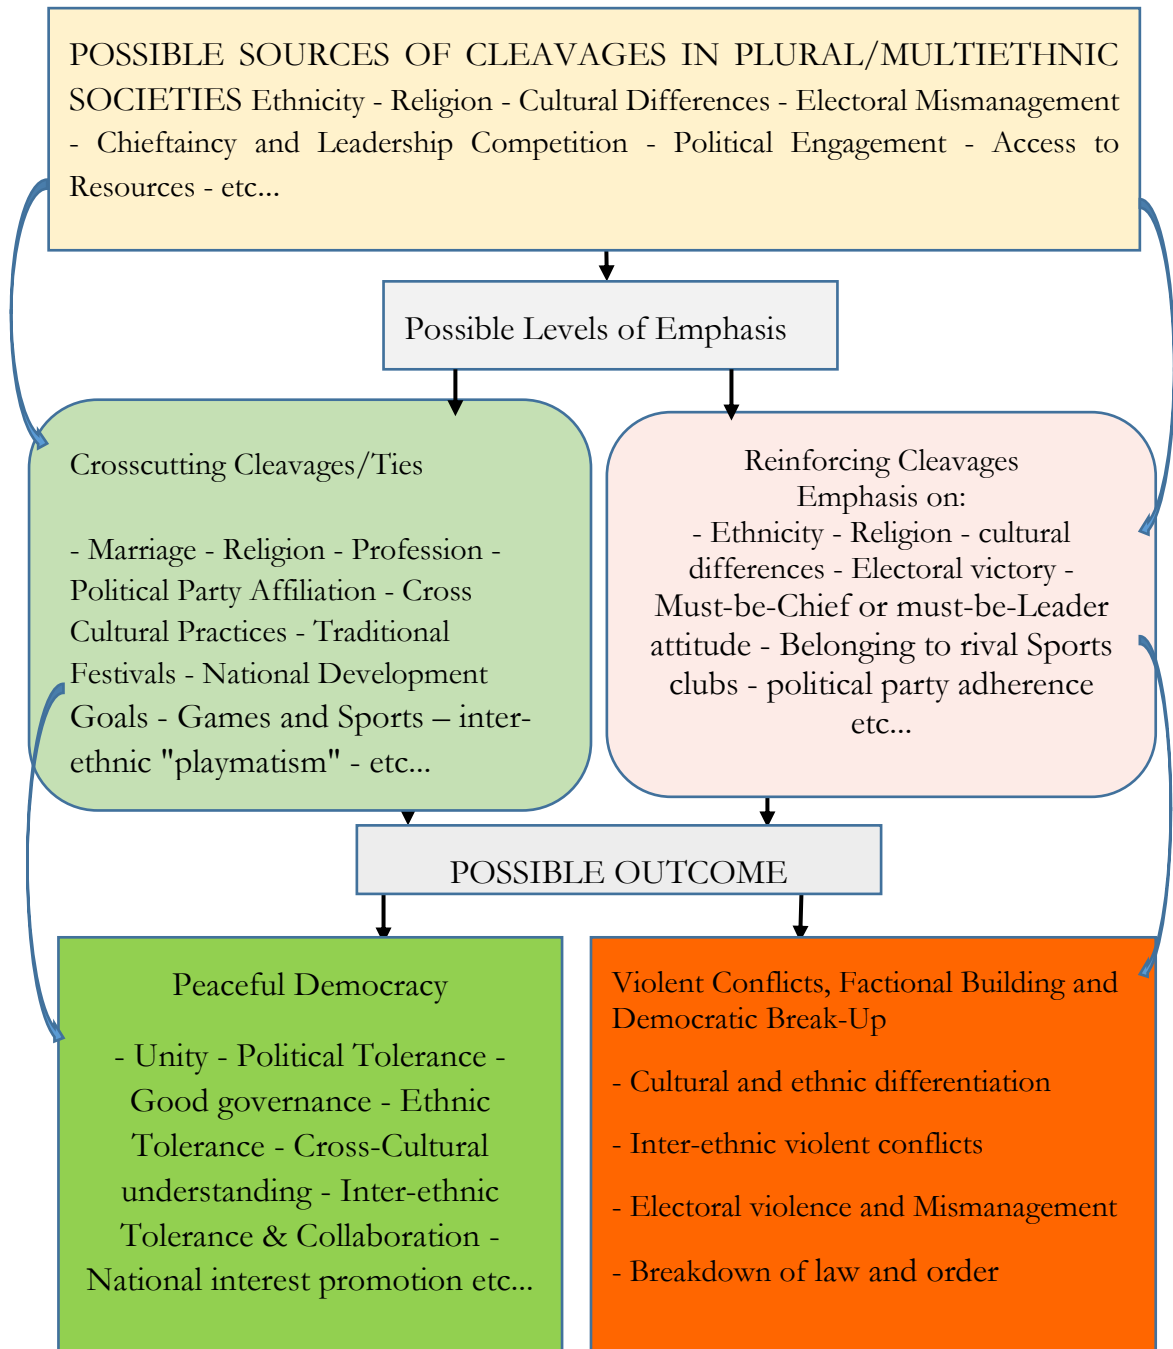 POSSIBLE SOURCES OF CLEAVAGES IN PLURAL/MULTIETHNIC
SOCIETIES Ethnicity - Religion - Cultural Differences - Electoral Mismanagement
- Chieftaincy and Leadership Competition - Political Engagement - Access to
Resources - etc...
Possible Levels of Emphasis
Crosscutting Cleavages/Ties
- Marriage - Religion - Profession -
Political Party Affiliation - Cross
Cultural Practices - Traditional
Festivals - National Development
Goals - Games and Sports – inter-
ethnic "playmatism" - etc...
Reinforcing Cleavages
Emphasis on:
- Ethnicity - Religion - cultural
differences - Electoral victory -
Must-be-Chief or must-be-Leader
attitude - Belonging to rival Sports
clubs - political party adherence
etc...
POSSIBLE OUTCOME
Peaceful Democracy
- Unity - Political Tolerance -
Good governance - Ethnic
Tolerance - Cross-Cultural
understanding - Inter-ethnic
Tolerance & Collaboration -
National interest promotion etc...
Violent Conflicts, Factional Building and
Democratic Break-Up
- Cultural and ethnic differentiation
- Inter-ethnic violent conflicts
- Electoral violence and Mismanagement
- Breakdown of law and order